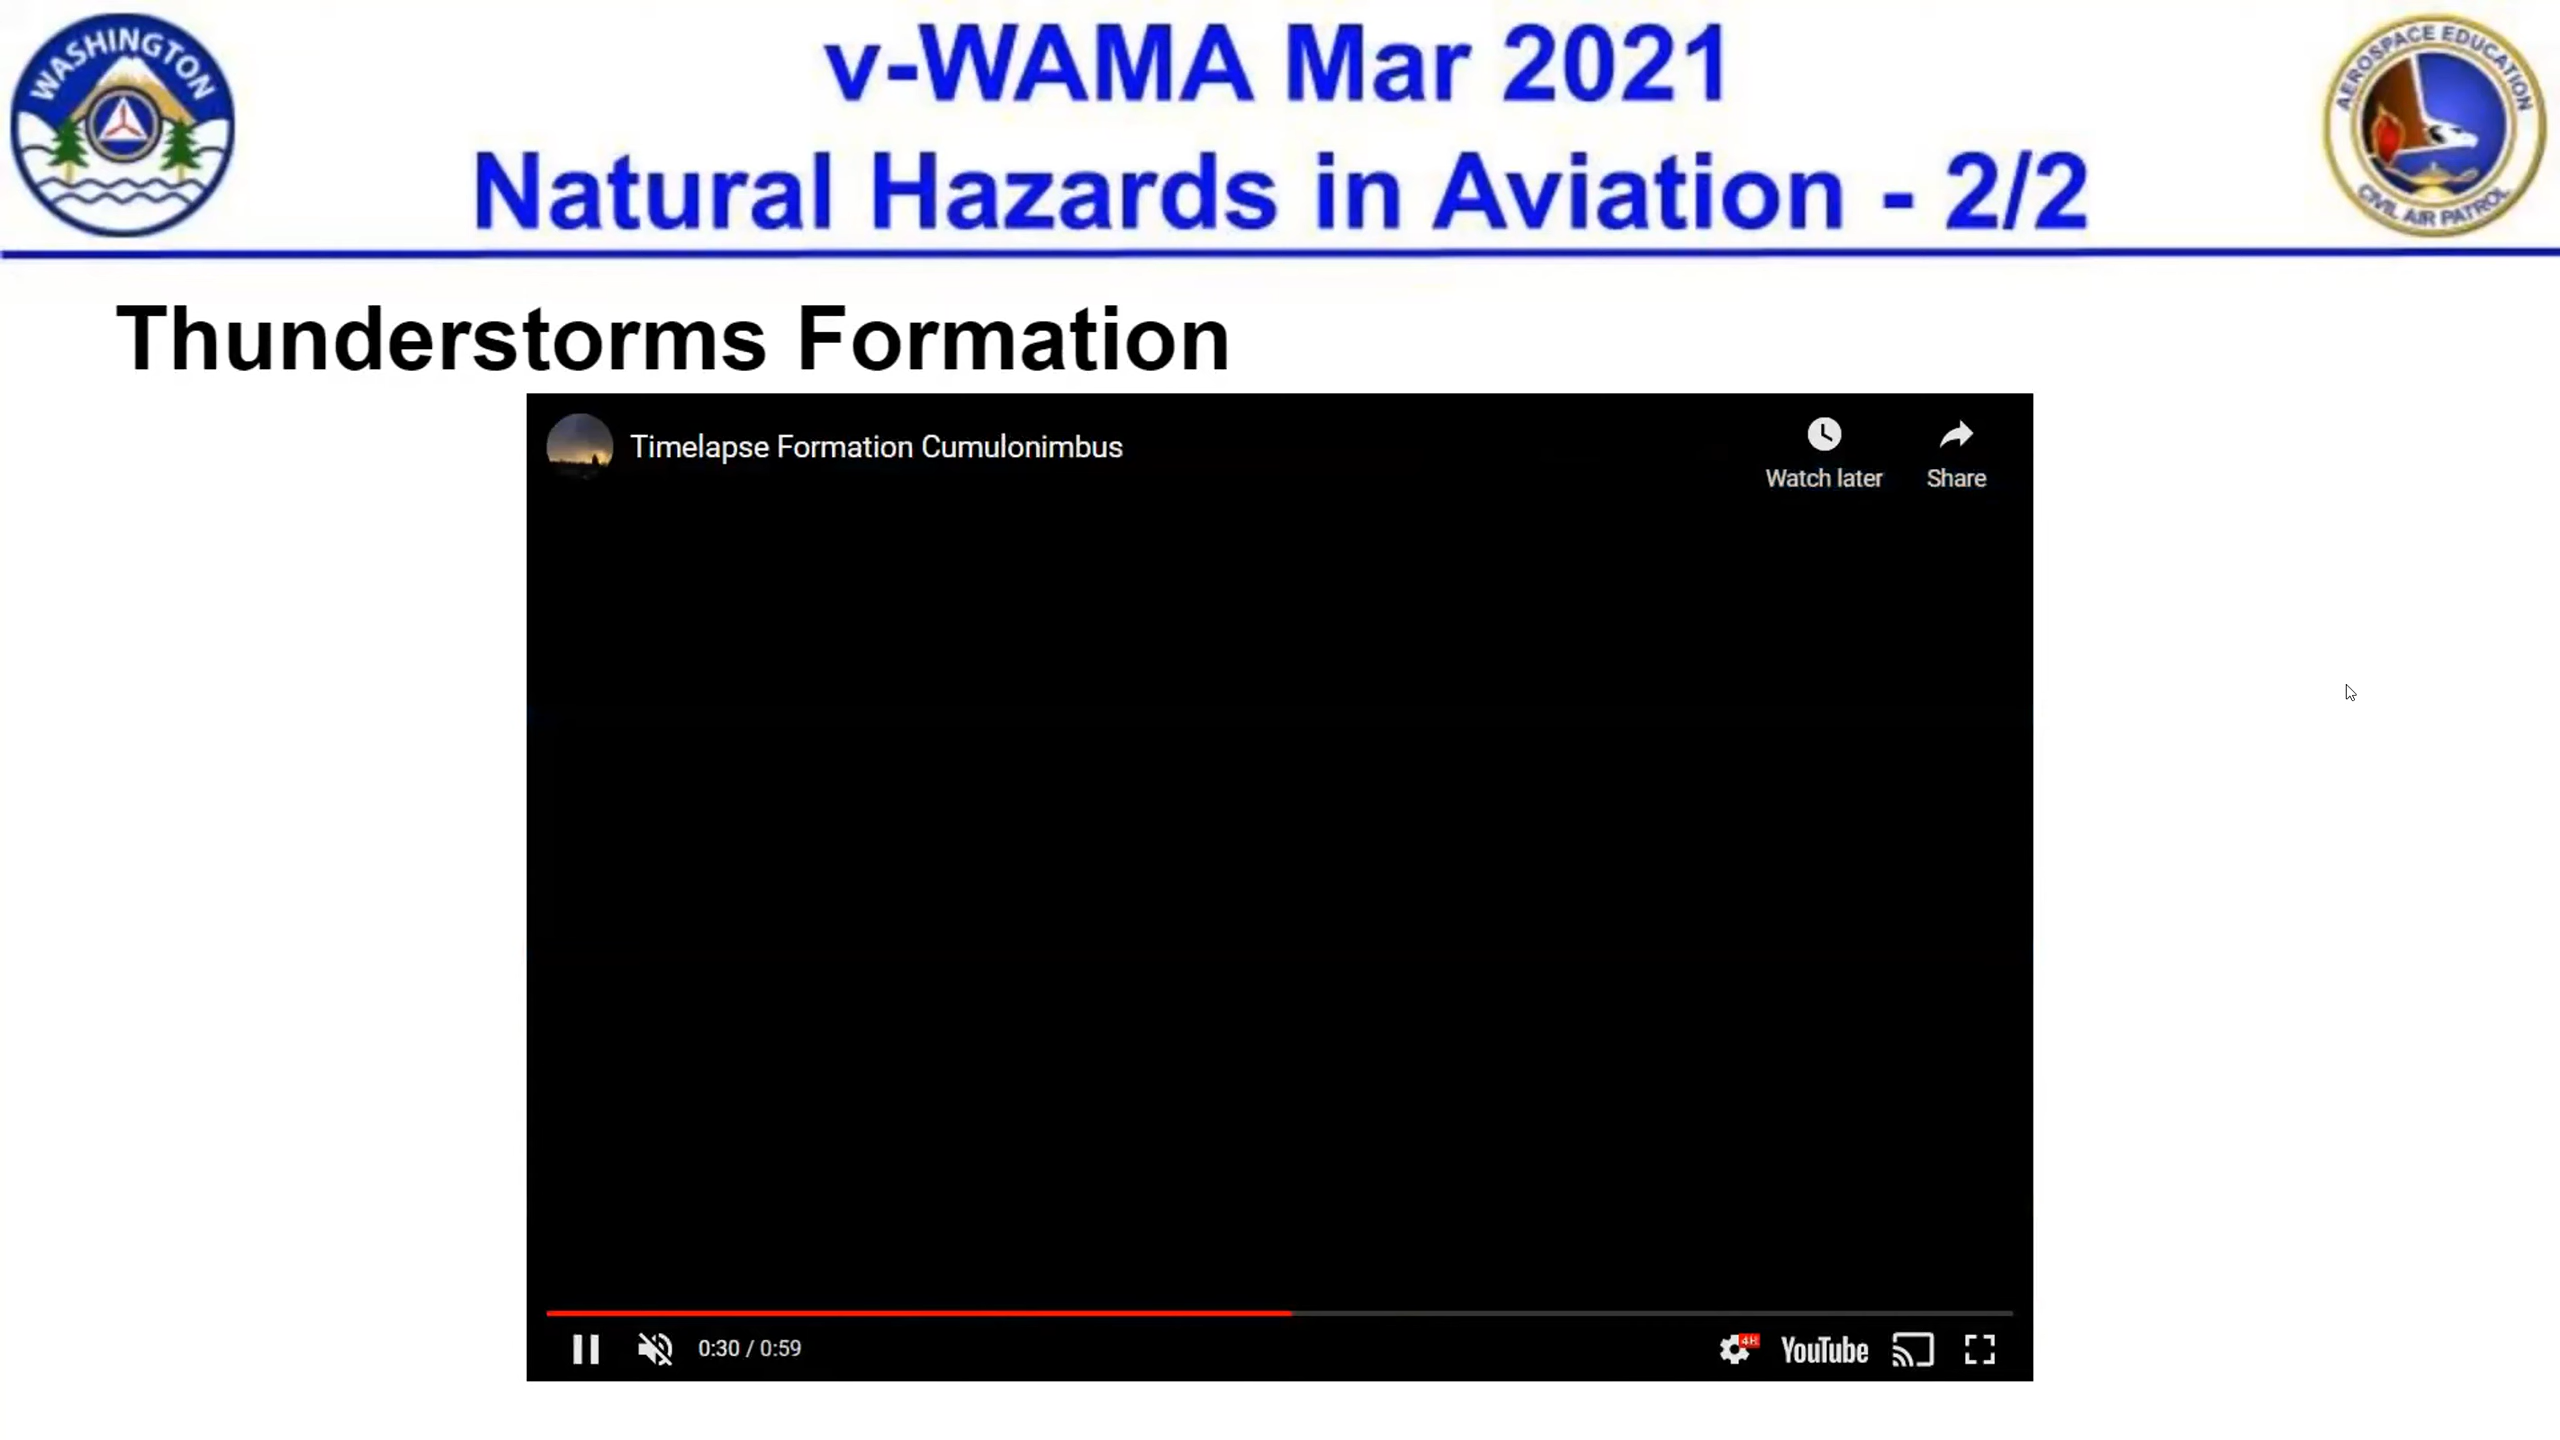 WASHINGTON
v-WAMA Mar 2021
Natural Hazards in Aviation - 2/2
AEROSPACE EDUCATION
CIVIL AIR PATROL
Thunderstorms Formation
Timelapse Formation Cumulonimbus
Watch later
Share
0:30 / 0:59
4K
YouTube